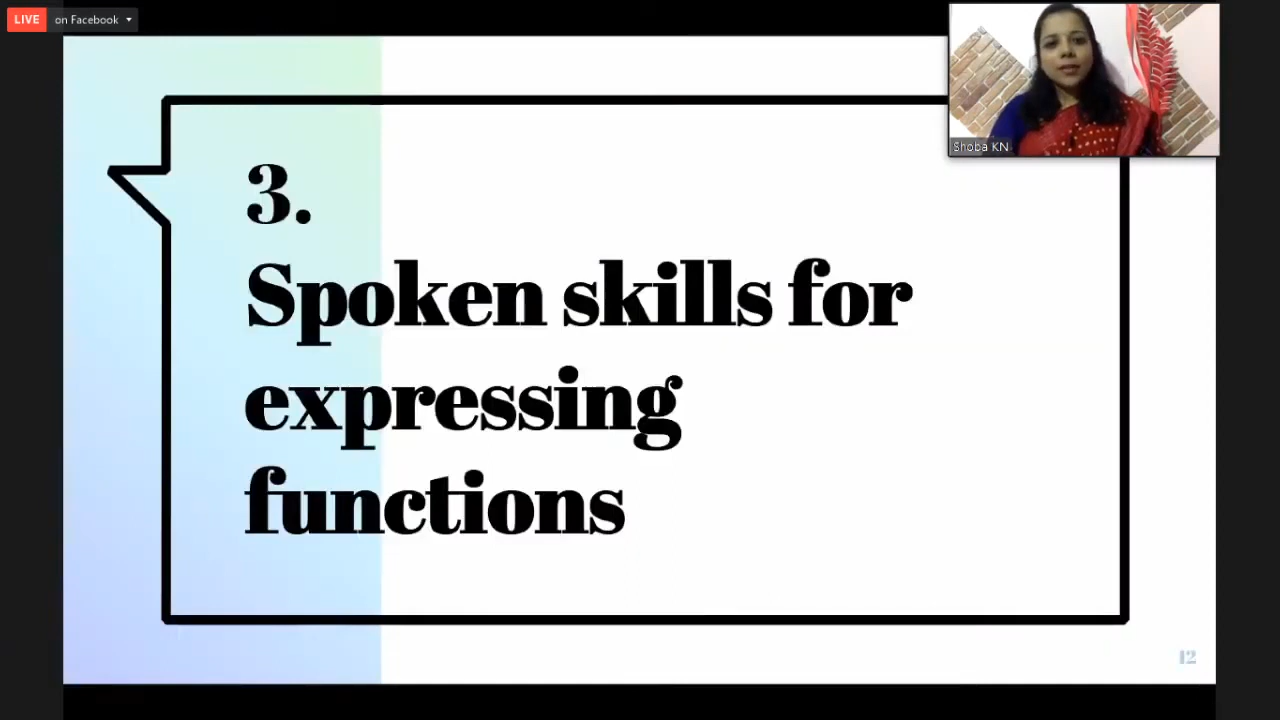 LIVE on Facebook
Shoba KN
3.
Spoken skills for
expressing
functions
12